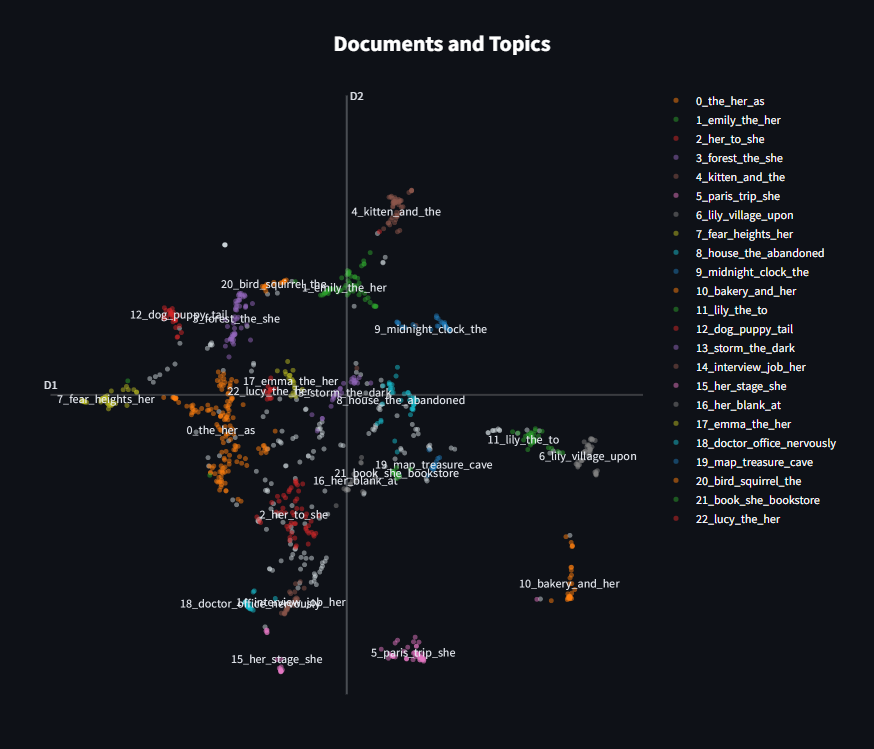 Documents and Topics
D2
4_kitten_and_the
20_bird_squirrel_the
1_emily_the_her
12_dog_puppy_tail
3_forest_the_she
9_midnight_clock_the
D1
17_emma_the_her
22_lucy_the_her
13_storm_the_dark
7_fear_heights_her
8_house_the_abandoned
0_the_her_as
11_lily_the_to
6_lily_village_upon
19_map_treasure_cave
21_book_she_bookstore
16_her_blank_at
2_her_to_she
10_bakery_and_her
18_doctor_office_nervously
14_interview_job_her
5_paris_trip_she
15_her_stage_she
0_the_her_as
1_emily_the_her
2_her_to_she
3_forest_the_she
4_kitten_and_the
5_paris_trip_she
6_lily_village_upon
7_fear_heights_her
8_house_the_abandoned
9_midnight_clock_the
10_bakery_and_her
11_lily_the_to
12_dog_puppy_tail
13_storm_the_dark
14_interview_job_her
15_her_stage_she
16_her_blank_at
17_emma_the_her
18_doctor_office_nervously
19_map_treasure_cave
20_bird_squirrel_the
21_book_she_bookstore
22_lucy_the_her